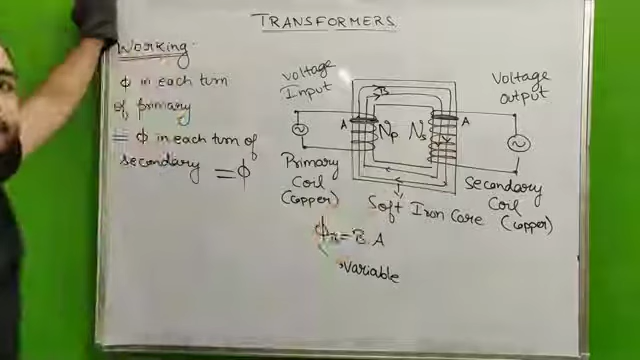 TRANSFORMERS
Working:
φ in each turn
of primary
= φ in each turn of
secondary = φ
Voltage
Input
Voltage
output
B
A
Np
Ns
A
Primary
Coil
(Copper)
Soft Iron Core
Secondary
Coil
(Copper)
= B.A
Variable